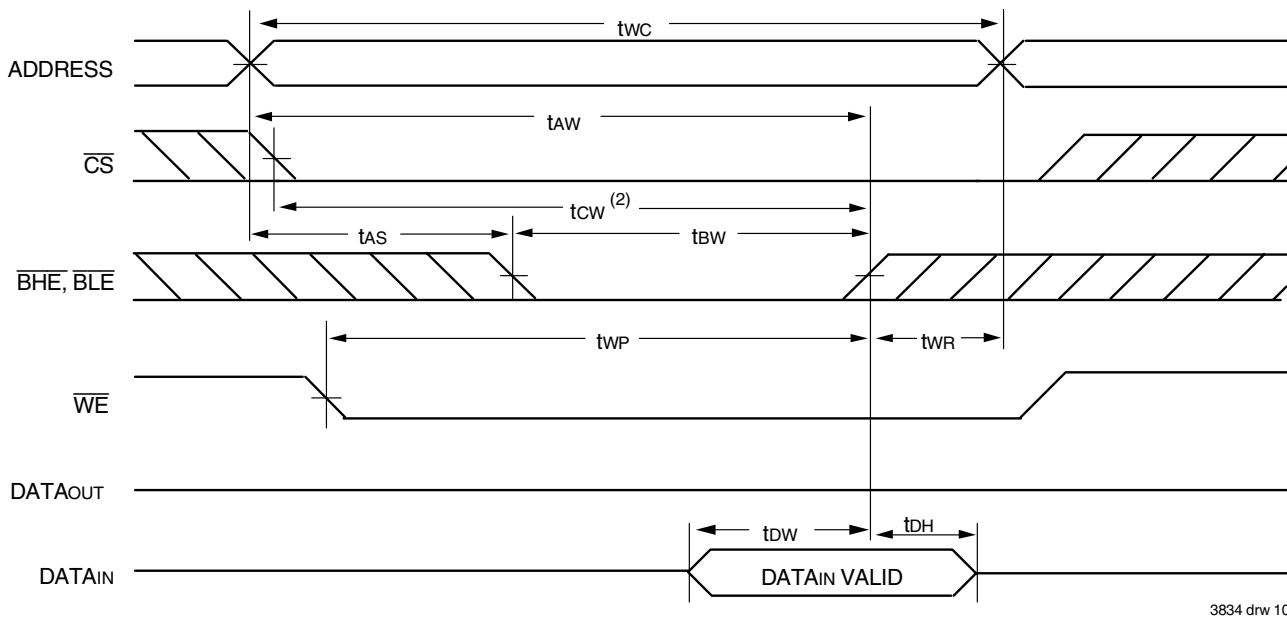 tWC
ADDRESS
tAW
CS
tCW (2)
tAS
tBW
BHE, BLE
tWP
tWR
WE
DATAOUT
tDW
tDH
DATAIN
DATAIN VALID
3834 drw 10